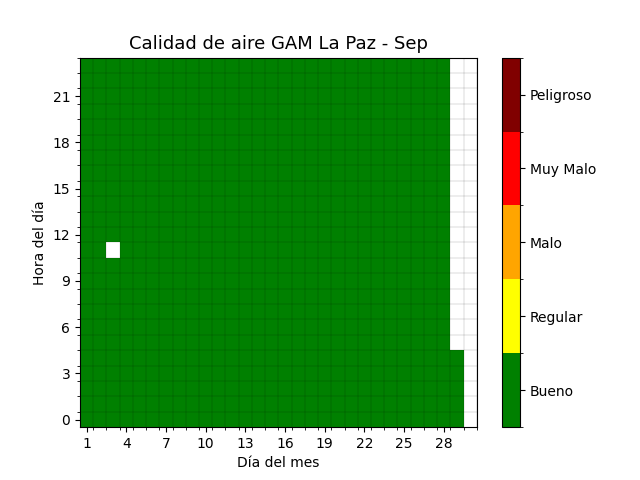 Calidad de aire GAM La Paz - Sep
Hora del día
21
18
15
12
9
6
3
0
1 4 7 10 13 16 19 22 25 28
Día del mes
Peligroso
Muy Malo
Malo
Regular
Bueno